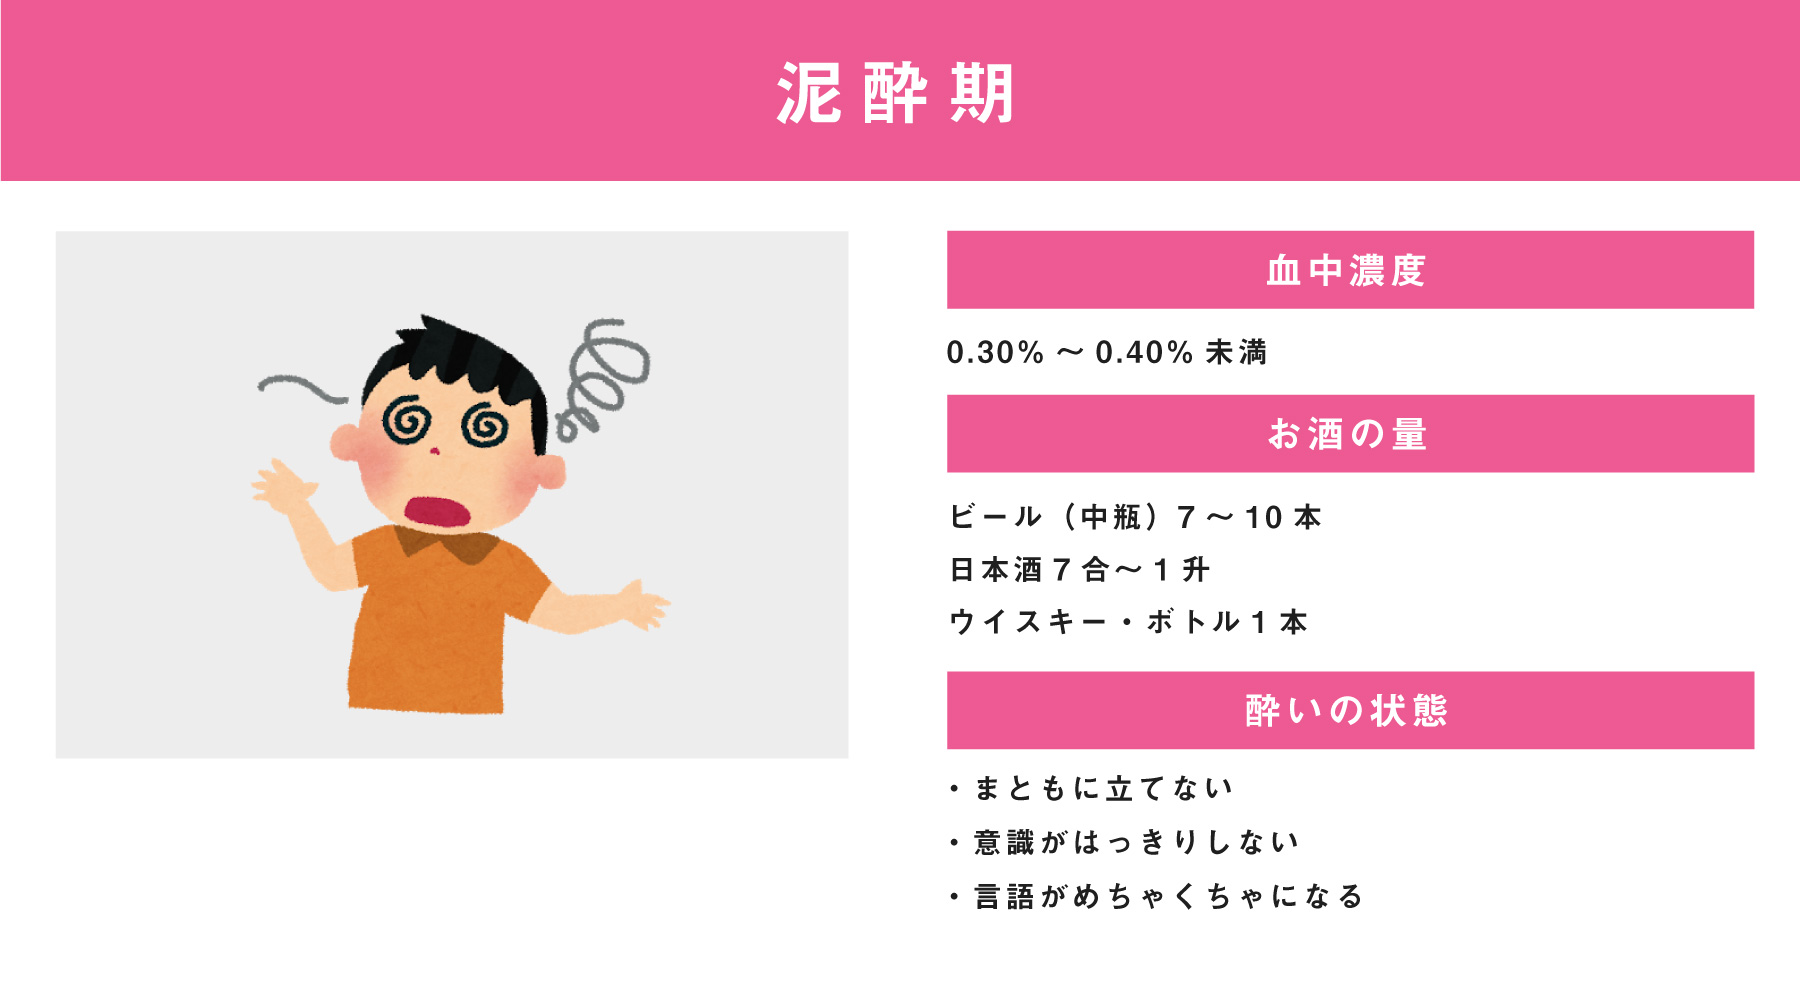 泥酔期
血中濃度
0.30% 〜 0.40% 未満
お酒の量
ビール（中瓶）7 〜 10 本
日本酒 7 合〜 1 升
ウイスキー・ボトル 1 本
酔いの状態
・まともに立てない
・意識がはっきりしない
・言語がめちゃくちゃになる